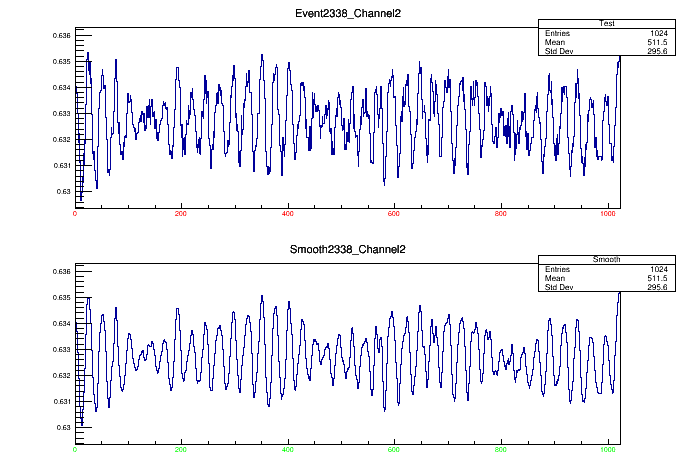 Event2338_Channel2
Test
Entries 1024
Mean 511.5
Std Dev 295.6
0.636
0.635
0.634
0.633
0.632
0.631
0.63
0 200 400 600 800 1000
Smooth2338_Channel2
Smooth
Entries 1024
Mean 511.5
Std Dev 295.6
0.636
0.635
0.634
0.633
0.632
0.631
0.63
0 200 400 600 800 1000